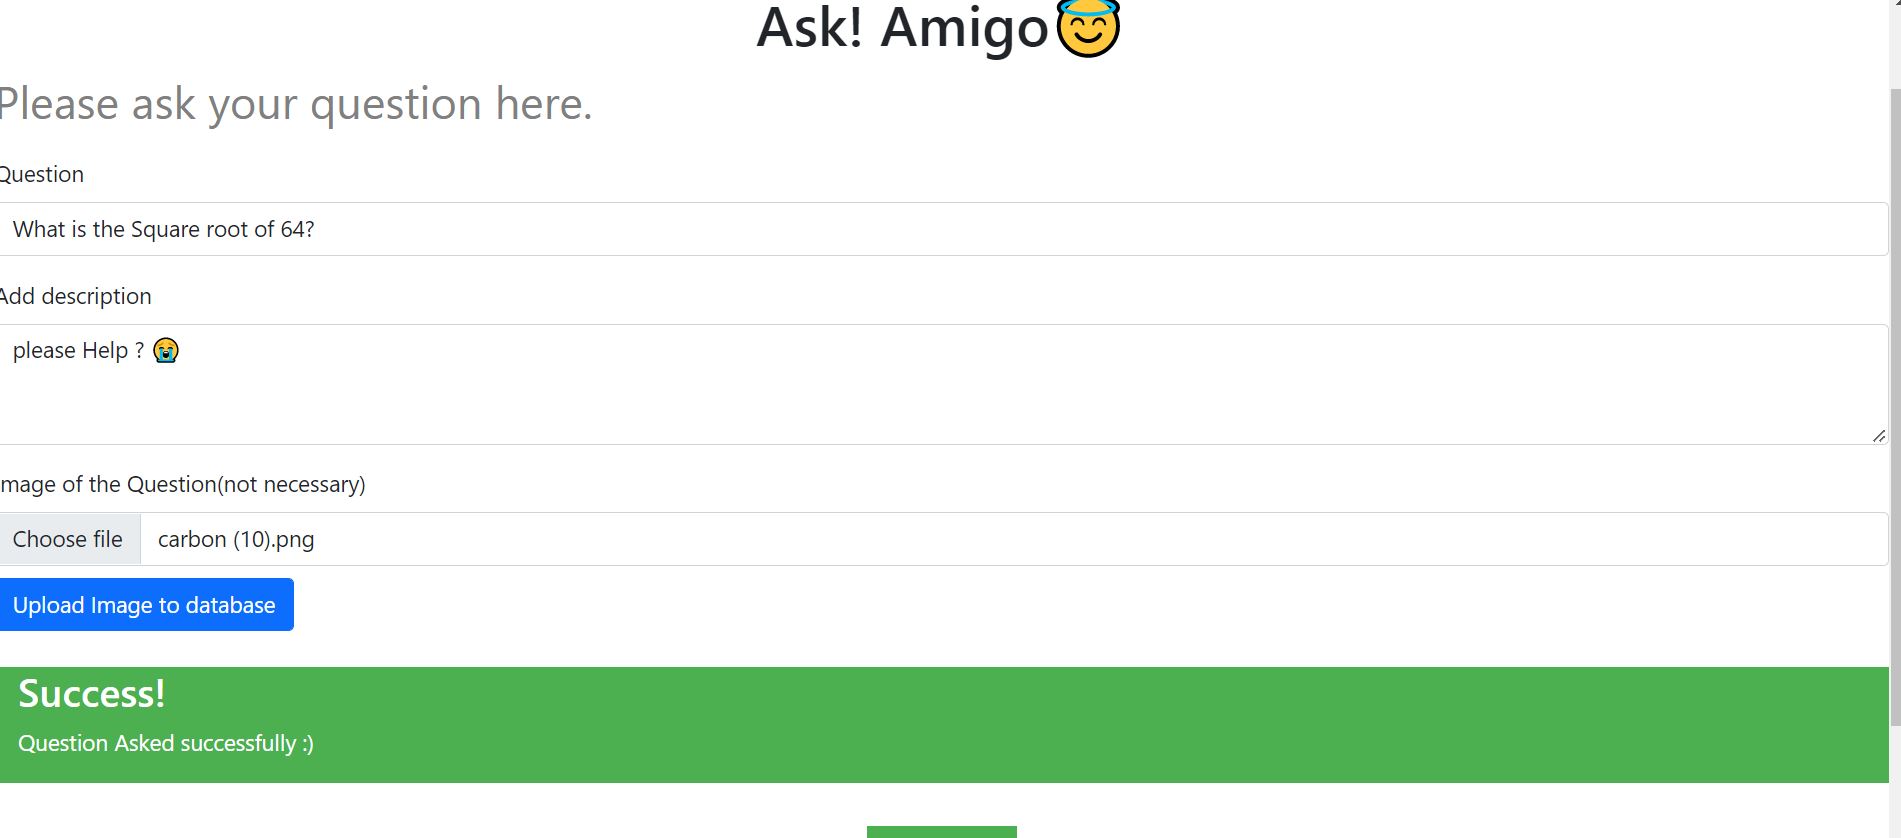 Ask! Amigo😇
Please ask your question here.
Question
What is the Square root of 64?
Add description
please Help ? 😭
mage of the Question(not necessary)
Choose file carbon (10).png
Upload Image to database
Success!
Question Asked successfully :)